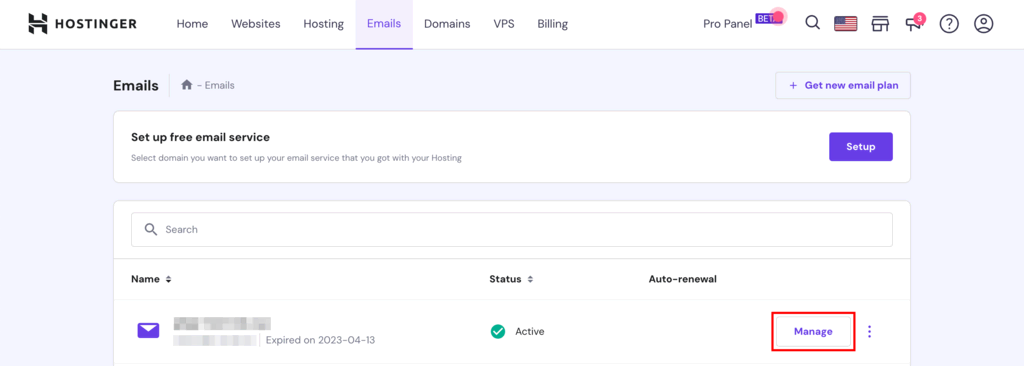 HOSTINGER Home Websites Hosting Emails Domains VPS Billing Pro Panel BETA 3
Emails - Emails + Get new email plan
Set up free email service
Select domain you want to set up your email service that you got with your Hosting
Setup
Search
Name Status Auto-renewal
Expired on 2023-04-13 Active Manage